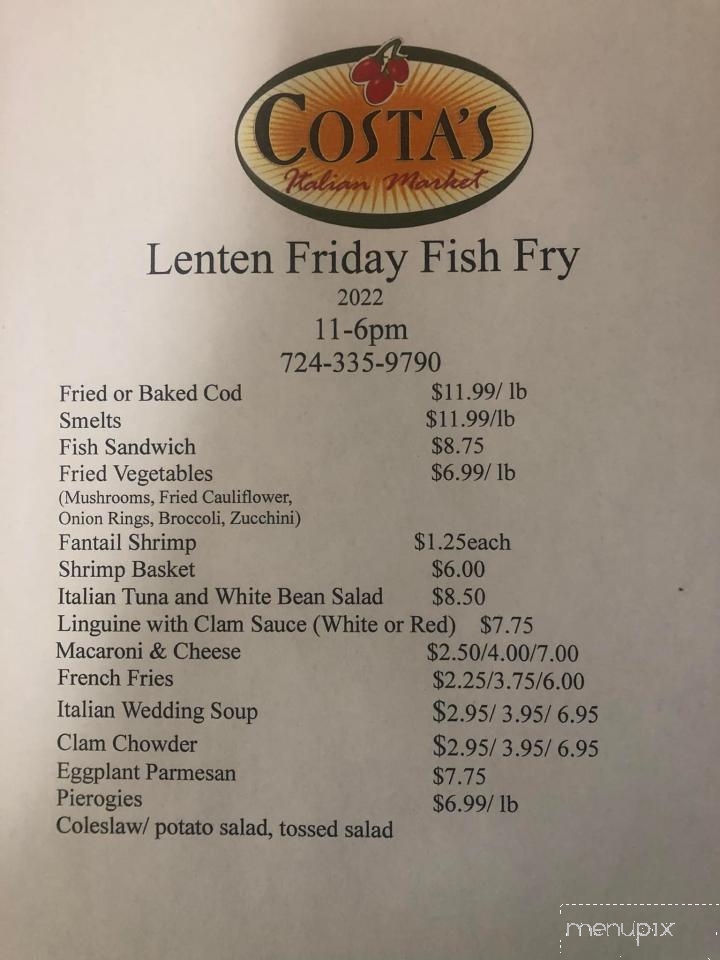 COSTA'S
Italian Market
Lenten Friday Fish Fry
2022
11-6pm
724-335-9790
Fried or Baked Cod $11.99/ lb
Smelts $11.99/lb
Fish Sandwich $8.75
Fried Vegetables $6.99/ lb
(Mushrooms, Fried Cauliflower,
Onion Rings, Broccoli, Zucchini)
Fantail Shrimp $1.25each
Shrimp Basket $6.00
Italian Tuna and White Bean Salad $8.50
Linguine with Clam Sauce (White or Red) $7.75
Macaroni & Cheese $2.50/4.00/7.00
French Fries $2.25/3.75/6.00
Italian Wedding Soup $2.95/ 3.95/ 6.95
Clam Chowder $2.95/ 3.95/ 6.95
Eggplant Parmesan $7.75
Pierogies $6.99/ lb
Coleslaw/ potato salad, tossed salad
menupix